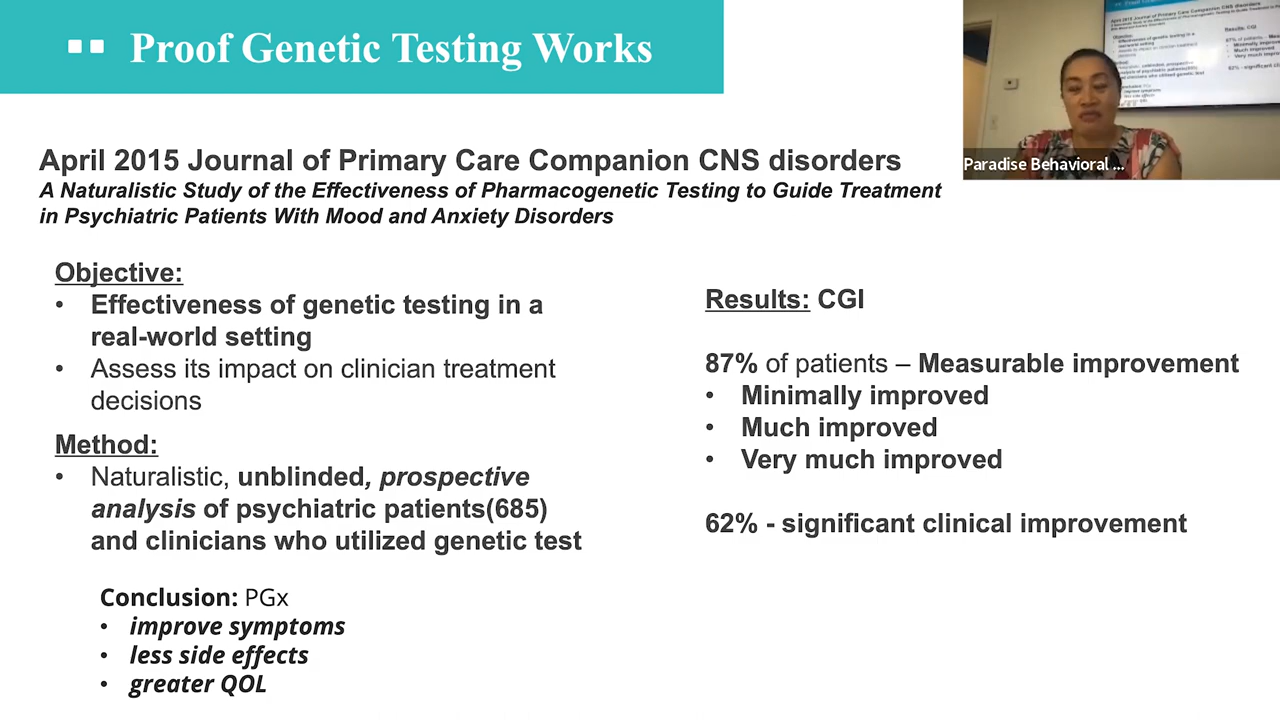 Proof Genetic Testing Works
April 2015 Journal of Primary Care Companion CNS disorders
A Naturalistic Study of the Effectiveness of Pharmacogenetic Testing to Guide Treatment
in Psychiatric Patients With Mood and Anxiety Disorders
Objective:
• Effectiveness of genetic testing in a
real-world setting
• Assess its impact on clinician treatment
decisions
Method:
• Naturalistic, unblinded, prospective
analysis of psychiatric patients(685)
and clinicians who utilized genetic test
Conclusion: PGx
• improve symptoms
• less side effects
• greater QOL
Results: CGI
87% of patients – Measurable improvement
• Minimally improved
• Much improved
• Very much improved
62% - significant clinical improvement
Paradise Behavioral ...